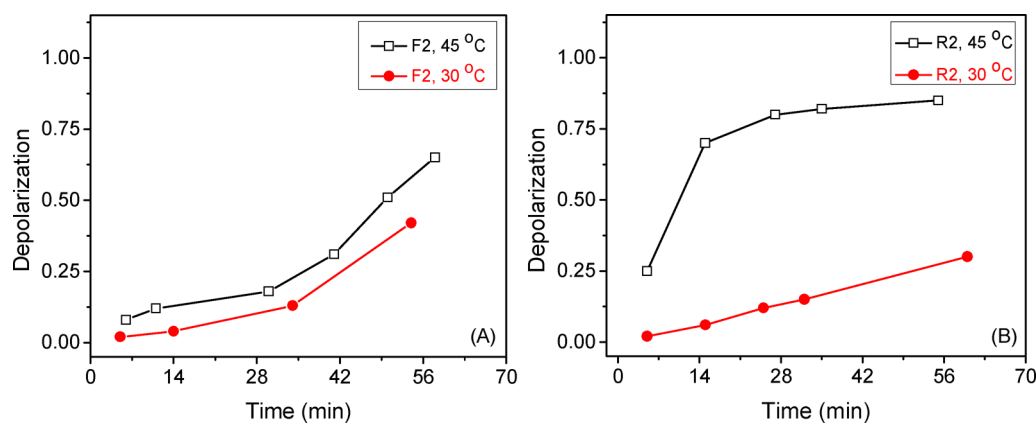 F2, 45 °C
F2, 30 °C
1.00
0.75
0.50
0.25
0.00
Depolarization
(A)
0 14 28 42 56 70
Time (min)
R2, 45 °C
R2, 30 °C
1.00
0.75
0.50
0.25
0.00
Depolarization
(B)
0 14 28 42 56 70
Time (min)